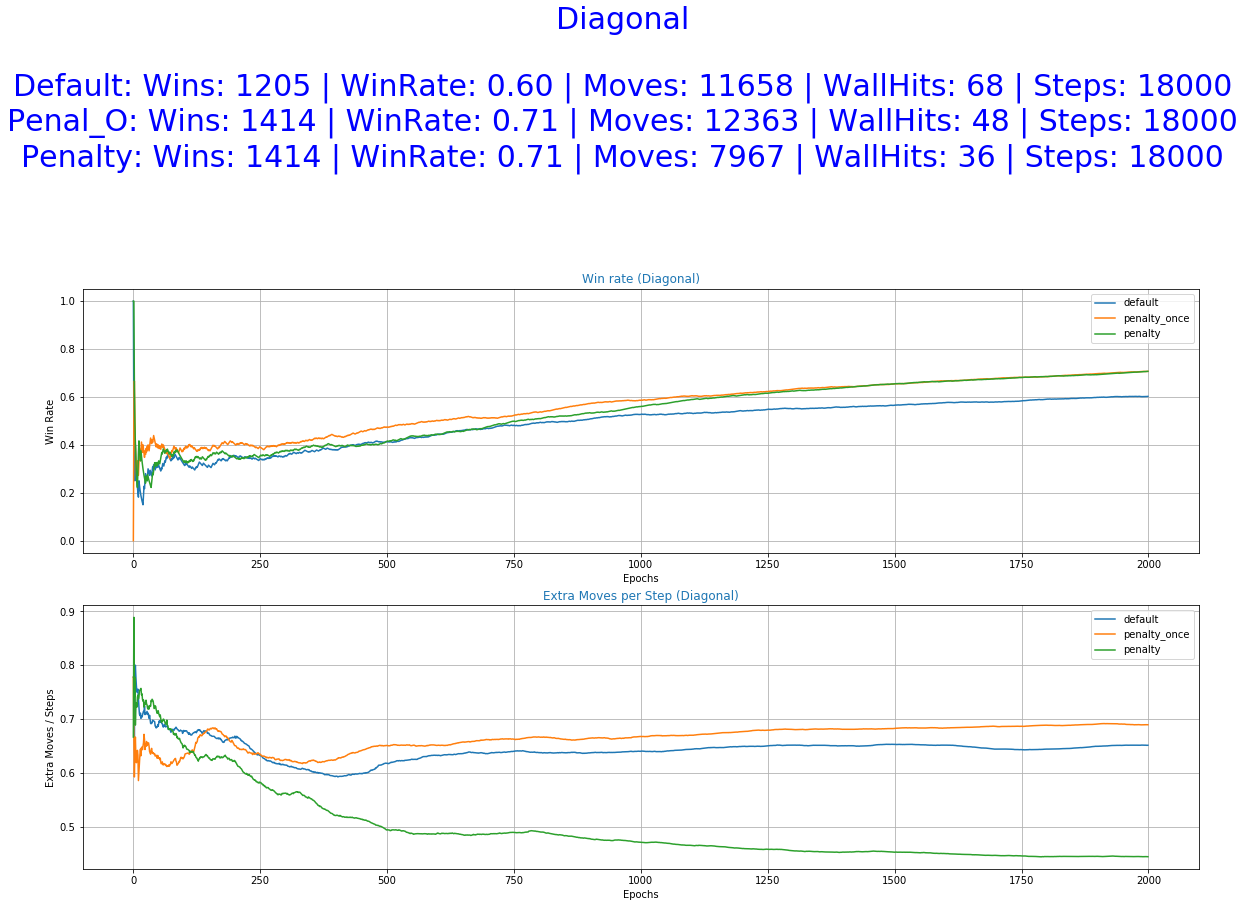 Diagonal
Default: Wins: 1205 | WinRate: 0.60 | Moves: 11658 | WallHits: 68 | Steps: 18000
Penal_O: Wins: 1414 | WinRate: 0.71 | Moves: 12363 | WallHits: 48 | Steps: 18000
Penalty: Wins: 1414 | WinRate: 0.71 | Moves: 7967 | WallHits: 36 | Steps: 18000
Win rate (Diagonal)
default
penalty_once
penalty
Win Rate
1.0
0.8
0.6
0.4
0.2
0.0
0 250 500 750 1000 1250 1500 1750 2000
Epochs
Extra Moves per Step (Diagonal)
default
penalty_once
penalty
Extra Moves / Steps
0.9
0.8
0.7
0.6
0.5
0 250 500 750 1000 1250 1500 1750 2000
Epochs